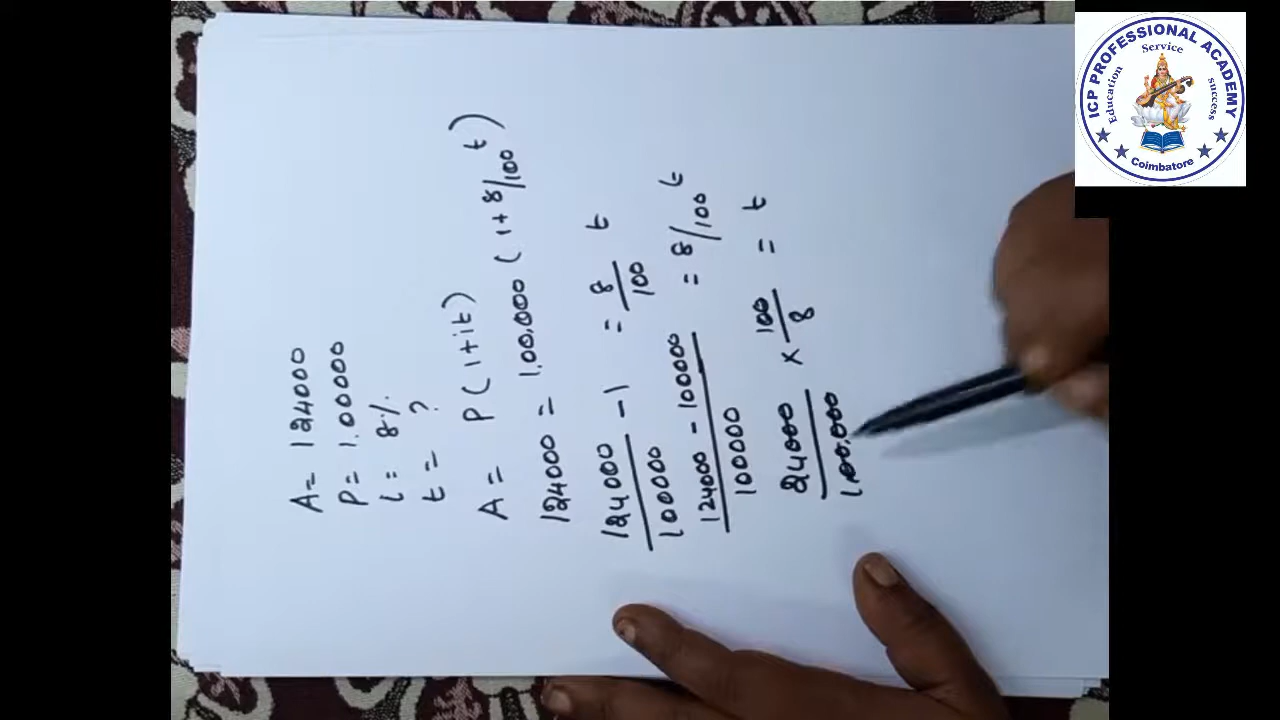 A= 124000
P= 1.00000
i= 8%
t= ?
A= P(1+it)
124000 = 1,00,000 (1+8/100 t)
124000/100000 - 1 = 8/100 t
124000 - 100000/100000 = 8/100 t
24000/1,00,000 x 100/8 = t
ICP PROFESSIONAL ACADEMY
Service
Education
success
Coimbatore